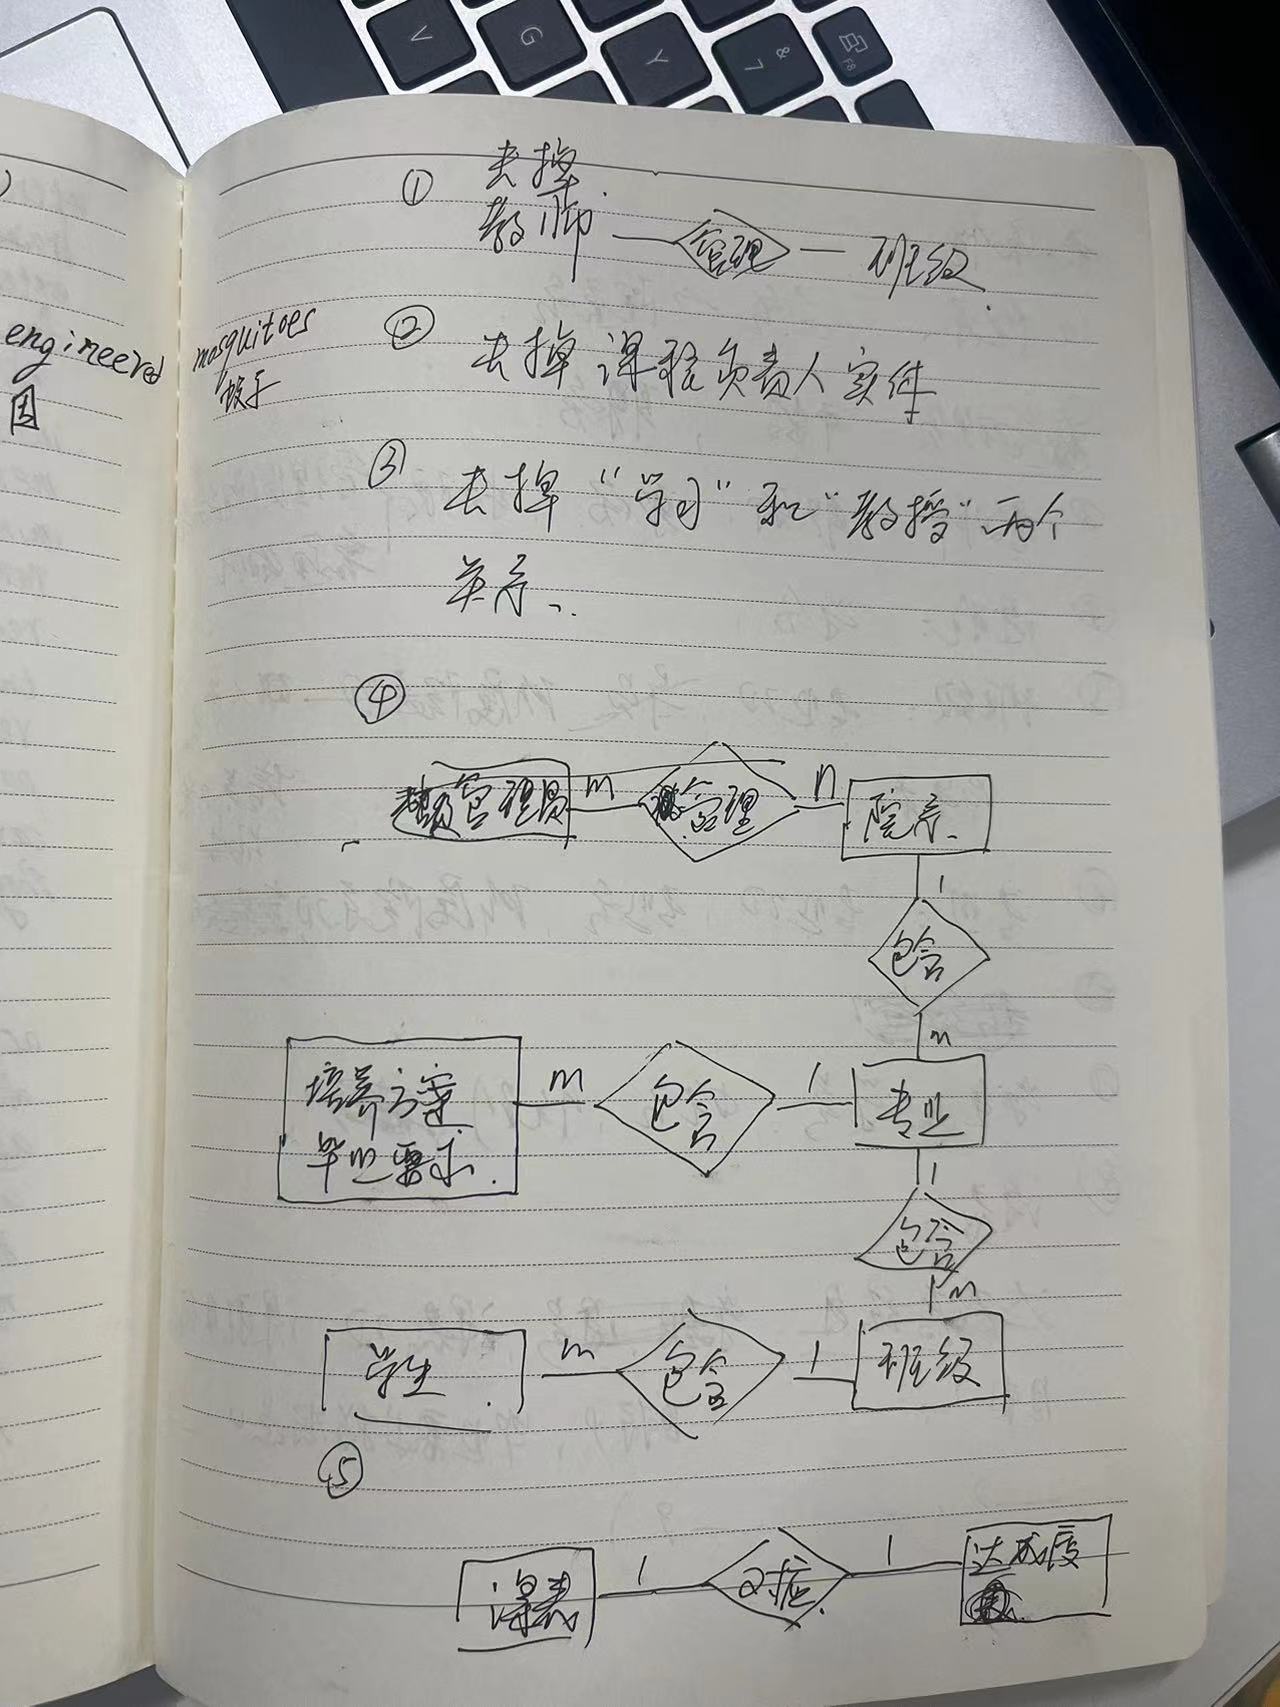 V
G
Y
&
7
F8
① 去掉
教师 — 管理 — 班级
engineered
因
mosquitoes
蚊子
② 去掉 课程负责人 实体
③ 去掉 “学习” 和 “教授” 两个
关系、
④
管理员 m 管理 n 院系
1
包含
n
培养方案
毕业要求 m 包含 1 专业
1
包含
m
学生 m 包含 1 班级
⑤
课表 1 对应 1 达成度